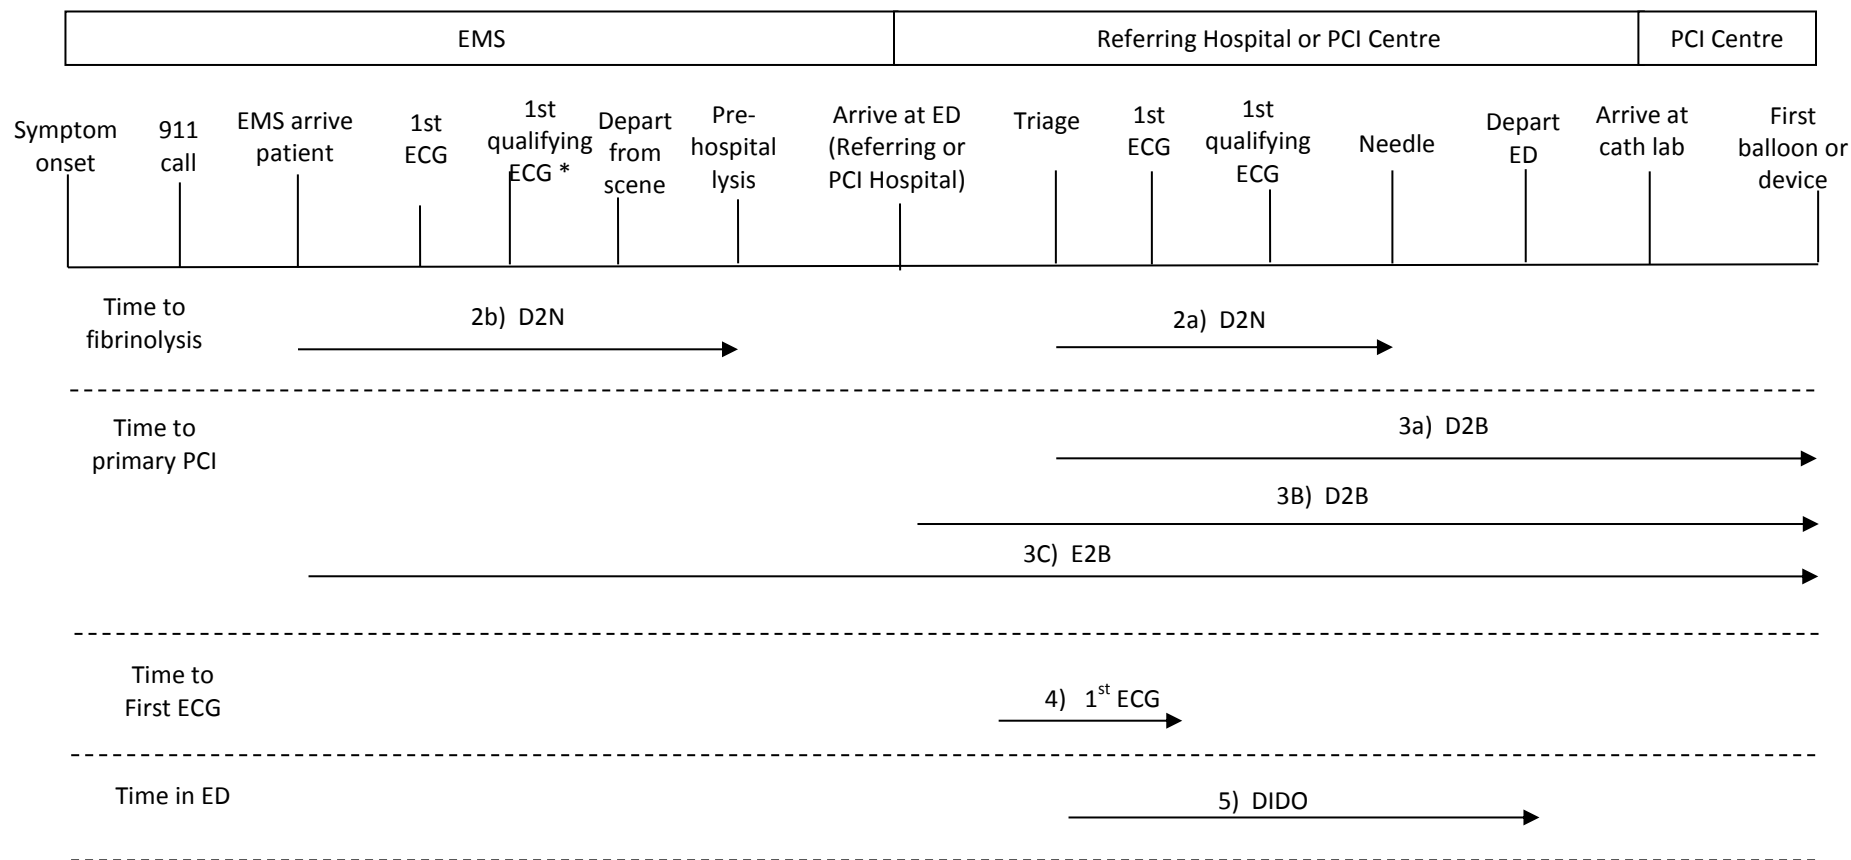 EMS
Referring Hospital or PCI Centre
PCI Centre
Symptom
onset
911
call
EMS arrive
patient
1st
ECG
1st
qualifying
ECG *
Depart
from
scene
Pre-
hospital
lysis
Arrive at ED
(Referring or
PCI Hospital)
Triage
1st
ECG
1st
qualifying
ECG
Needle
Depart
ED
Arrive at
cath lab
First
balloon or
device
Time to
fibrinolysis
2b) D2N
2a) D2N
Time to
primary PCI
3a) D2B
3B) D2B
3C) E2B
Time to
First ECG
4) 1st ECG
Time in ED
5) DIDO